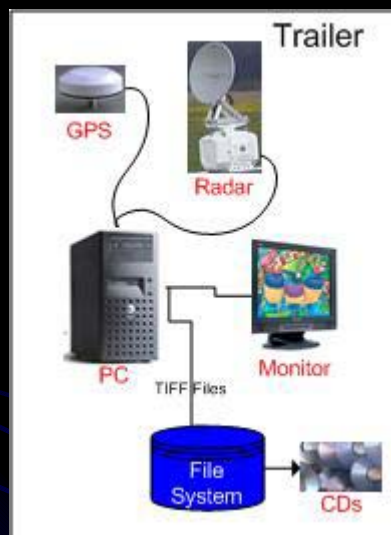 Trailer
GPS
Radar
PC
Monitor
TIFF Files
File
System
CDs